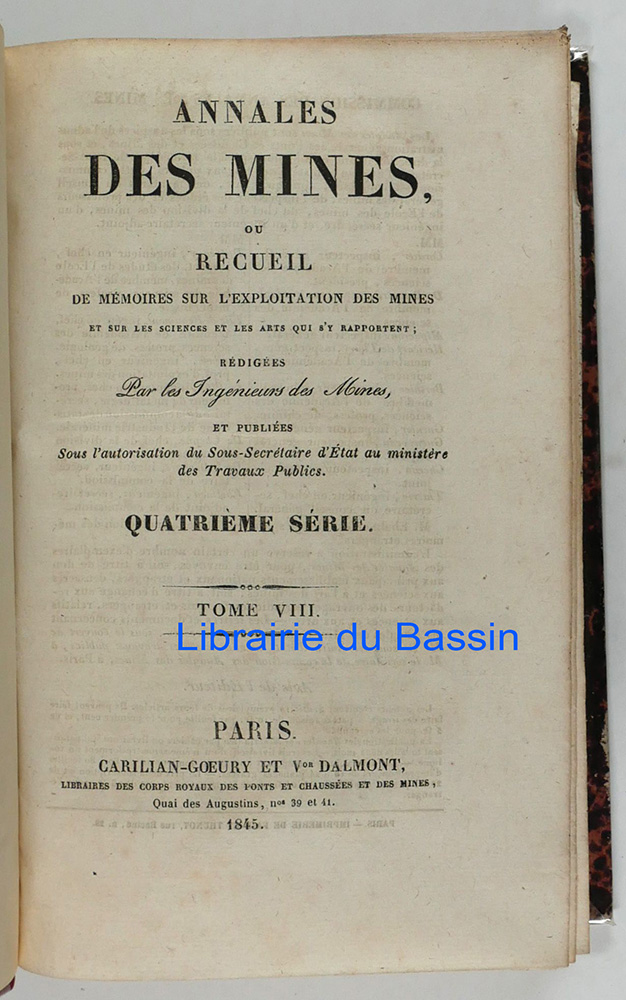 ANNALES
DES MINES,
OU
RECUEIL
DE MÉMOIRES SUR L'EXPLOITATION DES MINES
ET SUR LES SCIENCES ET LES ARTS QUI S'Y RAPPORTENT ;
RÉDIGÉES
Par les Ingénieurs des Mines,
ET PUBLIÉES
Sous l'autorisation du Sous-Secrétaire d'État au ministère
des Travaux Publics.
QUATRIÈME SÉRIE.
TOME VIII.
Librairie du Bassin
PARIS.
CARILIAN-GOEURY ET Vor DALMONT,
LIBRAIRES DES CORPS ROYAUX DES PONTS ET CHAUSSÉES ET DES MINES,
Quai des Augustins, nos 39 et 41.
1845.